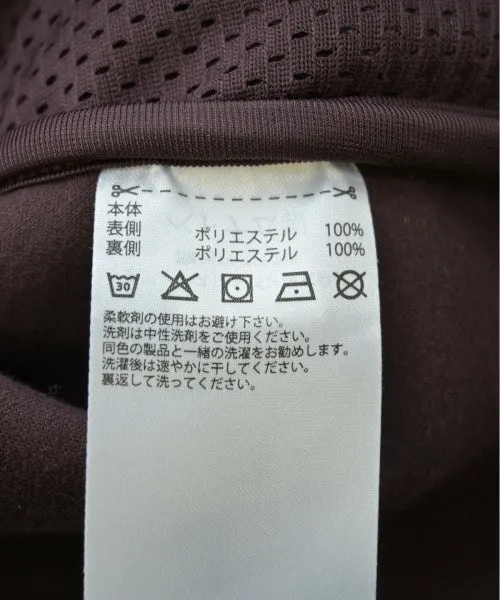 本体
表側 ポリエステル 100%
裏側 ポリエステル 100%
30
柔軟剤の使用はお避け下さい。
洗剤は中性洗剤をご使用ください。
同色の製品と一緒の洗濯をお勧めします。
洗濯後は速やかに干してください。
裏返して洗ってください。